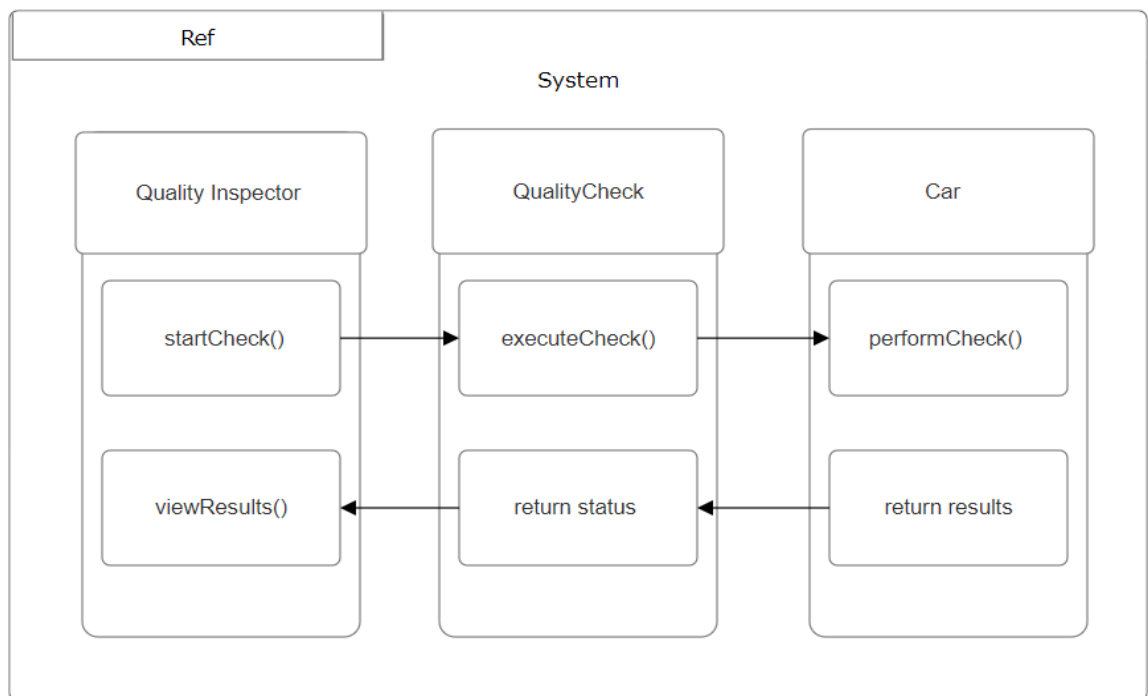 Ref
System
Quality Inspector
QualityCheck
Car
startCheck()
executeCheck()
performCheck()
viewResults()
return status
return results